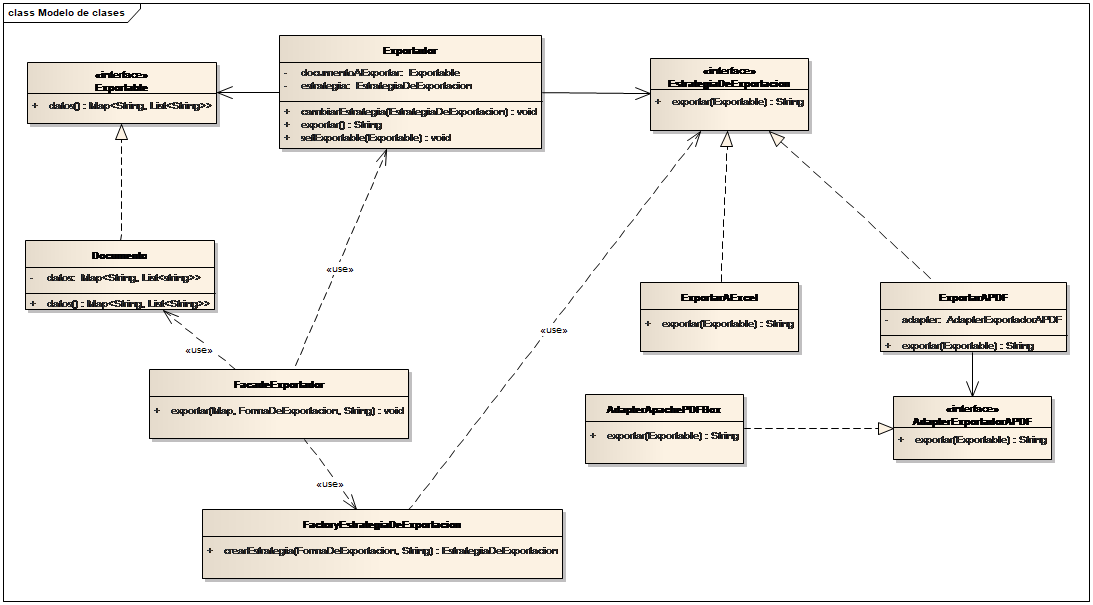 class Modelo de clases
«interface»
Exportable
+ datos() : Map<String, List<String>>
Exportador
- documentoAExportar: Exportable
- estrategia: EstrategiaDeExportacion
+ cambiarEstrategia(EstrategiaDeExportacion) : void
+ exportar() : String
+ setExportable(Exportable) : void
«interface»
EstrategiaDeExportacion
+ exportar(Exportable) : String
Documento
- datos: Map<String, List<string>>
+ datos() : Map<String, List<String>>
«use»
«use»
«use»
«use»
ExportarAExcel
+ exportar(Exportable) : String
ExportarAPDF
- adapter: AdapterExportadorAPDF
+ exportar(Exportable) : String
FacadeExportador
+ exportar(Map, FormaDeExportacion, String) : void
AdapterApachePDFBox
+ exportar(Exportable) : String
«interface»
AdapterExportadorAPDF
+ exportar(Exportable) : String
FactoryEstrategiaDeExportacion
+ crearEstrategia(FormaDeExportacion, String) : EstrategiaDeExportacion